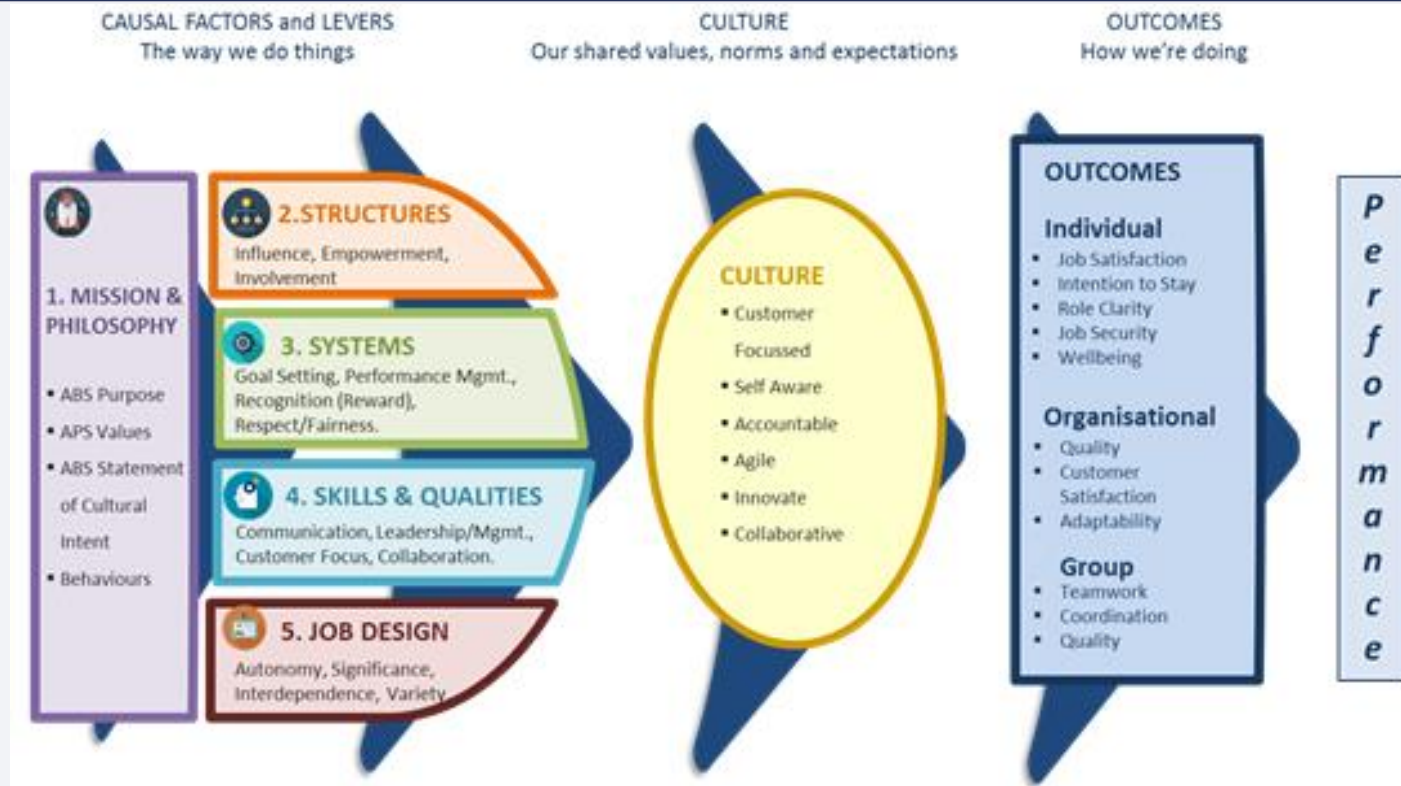 CAUSAL FACTORS and LEVERS
The way we do things
CULTURE
Our shared values, norms and expectations
OUTCOMES
How we're doing
1. MISSION &
PHILOSOPHY
▪ ABS Purpose
▪ APS Values
▪ ABS Statement
of Cultural
Intent
▪ Behaviours
2.STRUCTURES
Influence, Empowerment,
Involvement
3. SYSTEMS
Goal Setting, Performance Mgmt.,
Recognition (Reward),
Respect/Fairness.
4. SKILLS & QUALITIES
Communication, Leadership/Mgmt.,
Customer Focus, Collaboration.
5. JOB DESIGN
Autonomy, Significance,
Interdependence, Variety
CULTURE
▪ Customer
Focussed
▪ Self Aware
▪ Accountable
▪ Agile
▪ Innovate
▪ Collaborative
OUTCOMES
Individual
▪ Job Satisfaction
▪ Intention to Stay
▪ Role Clarity
▪ Job Security
▪ Wellbeing
Organisational
▪ Quality
▪ Customer
Satisfaction
▪ Adaptability
Group
▪ Teamwork
▪ Coordination
▪ Quality
Performance